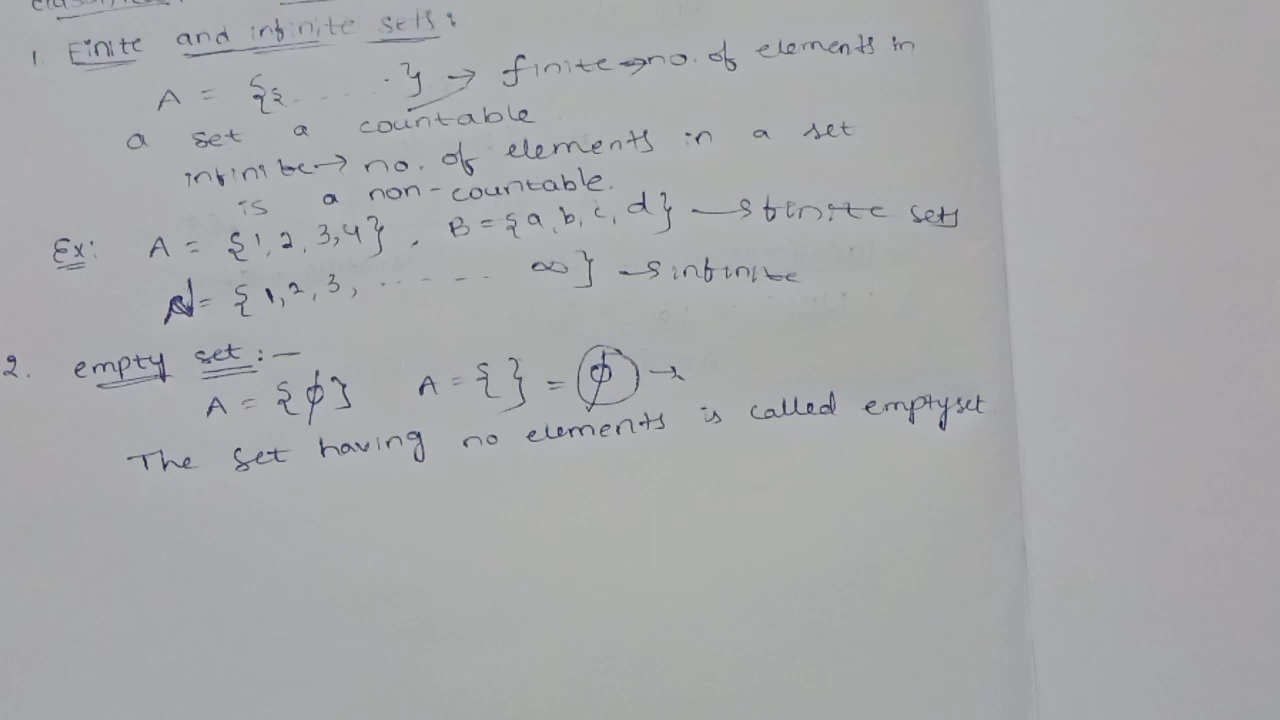 1. Finite and infinite sets:
A = {1 . . . . . . } → finite → no. of elements in
a set a countable
infinite → no. of elements in a set
is a non-countable.
Ex: A = {1, 2, 3, 4} , B = {a, b, c, d} → finite sets
N = {1, 2, 3, ...... ... ∞} → infinite
2. empty set :-
A = {ϕ} A = { } = ϕ →
The set having no elements is called emptyset